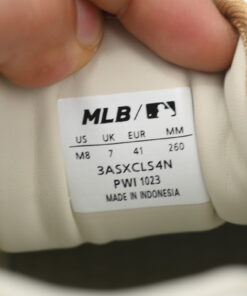 MLB/
US UK EUR MM
M8 7 41 260
3ASXCLS4N
PWI 1023
MADE IN INDONESIA